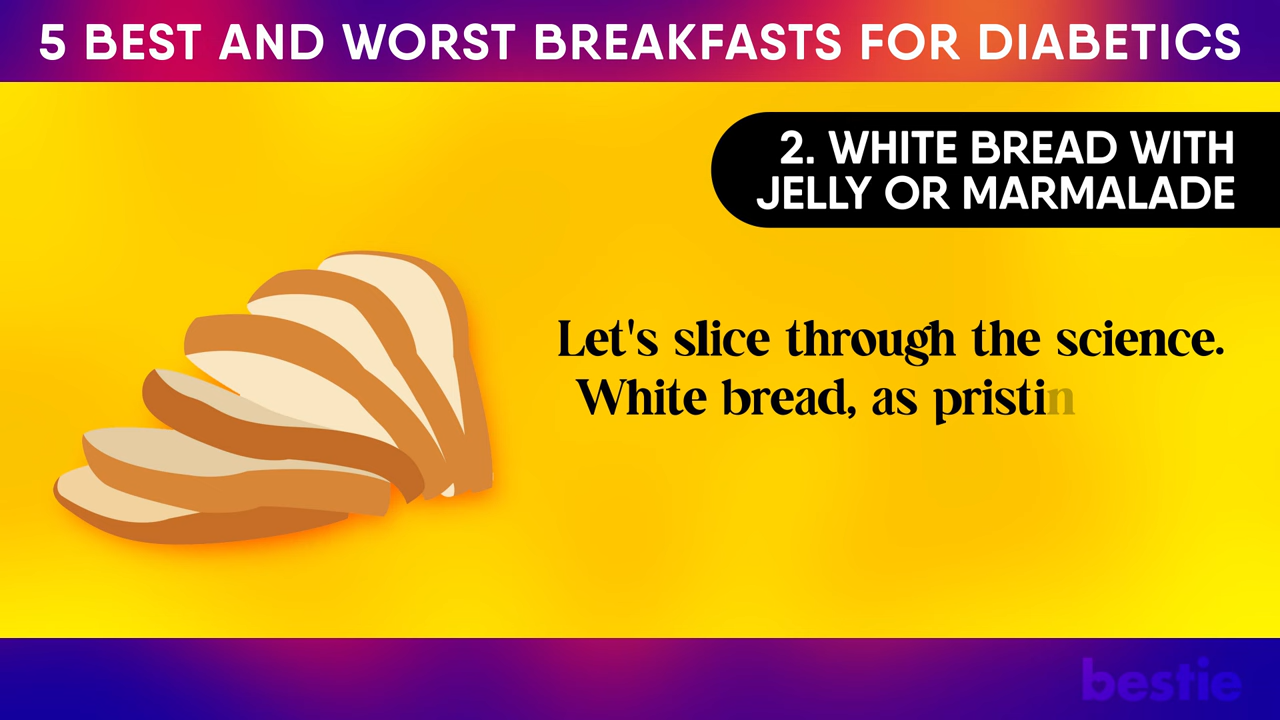 5 BEST AND WORST BREAKFASTS FOR DIABETICS
2. WHITE BREAD WITH
JELLY OR MARMALADE
Let's slice through the science.
White bread, as pristin
bestie